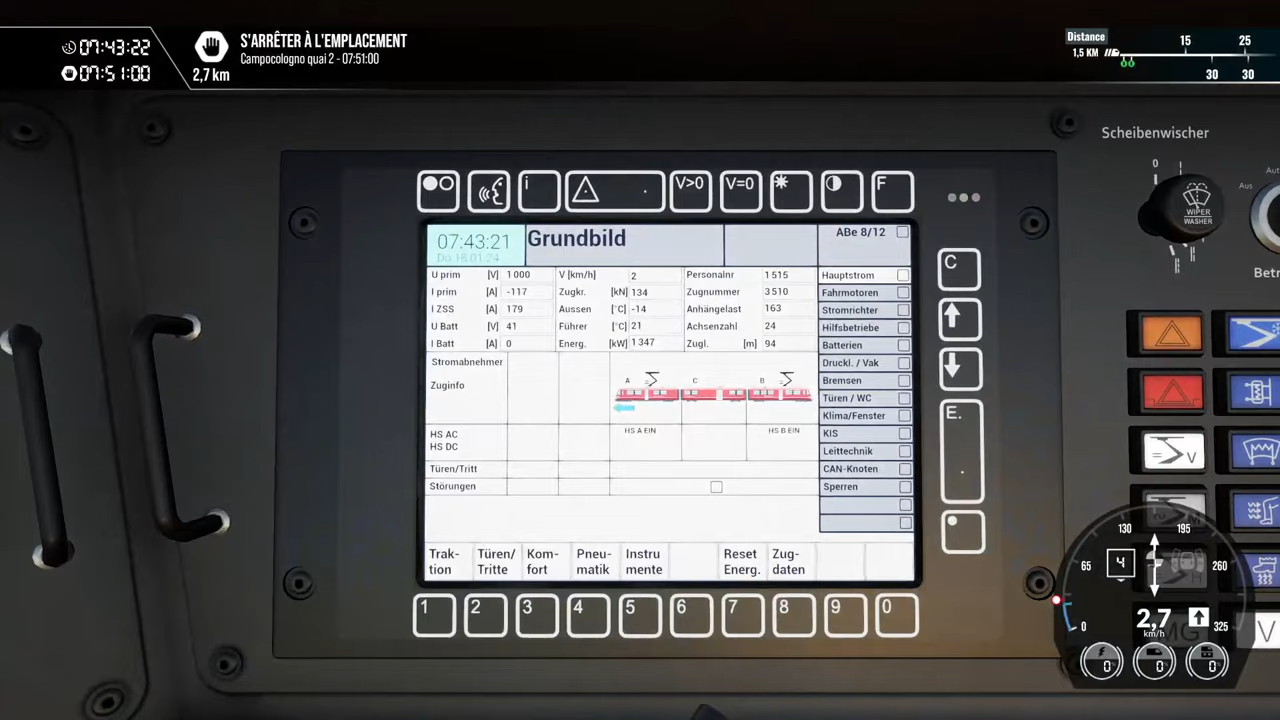 07:43:22
07:51:00
S'ARRÊTER À L'EMPLACEMENT
Campocologno quai 2 - 07:51:00
2,7 km
Distance
1,5 KM
15 25
30 30
Scheibenwischer
0
Aus
WIPER
WASHER
i V>0 V=0 F
07:43:21 Grundbild ABe 8/12
Do 18.01.24
U prim [V] 1 000 V [km/h] 2 Personalnr 1 515 Hauptstrom
I prim [A] -117 Zugkr. [kN] 134 Zugnummer 3 510 Fahrmotoren
I ZSS [A] 179 Aussen [°C] -14 Anhängelast 163 Stromrichter
U Batt [V] 41 Führer [°C] 21 Achsenzahl 24 Hilfsbetriebe
I Batt [A] 0 Energ. [kW] 1 347 Zugl. [m] 94 Batterien
Stromabnehmer Druckl. / Vak
Zuginfo A C B Bremsen
Türen / WC
Klima/Fenster
HS AC HS A EIN HS B EIN KIS
HS DC Leittechnik
Türen/Tritt CAN-Knoten
Störungen Sperren
Trak-
tion
Türen/
Tritte
Kom-
fort
Pneu-
matik
Instru
mente
Reset
Energ.
Zug-
daten
1 2 3 4 5 6 7 8 9 0
C
E.
V
130 195
65 4 260
0 2,7 325
km/h
MG V
0 0 0